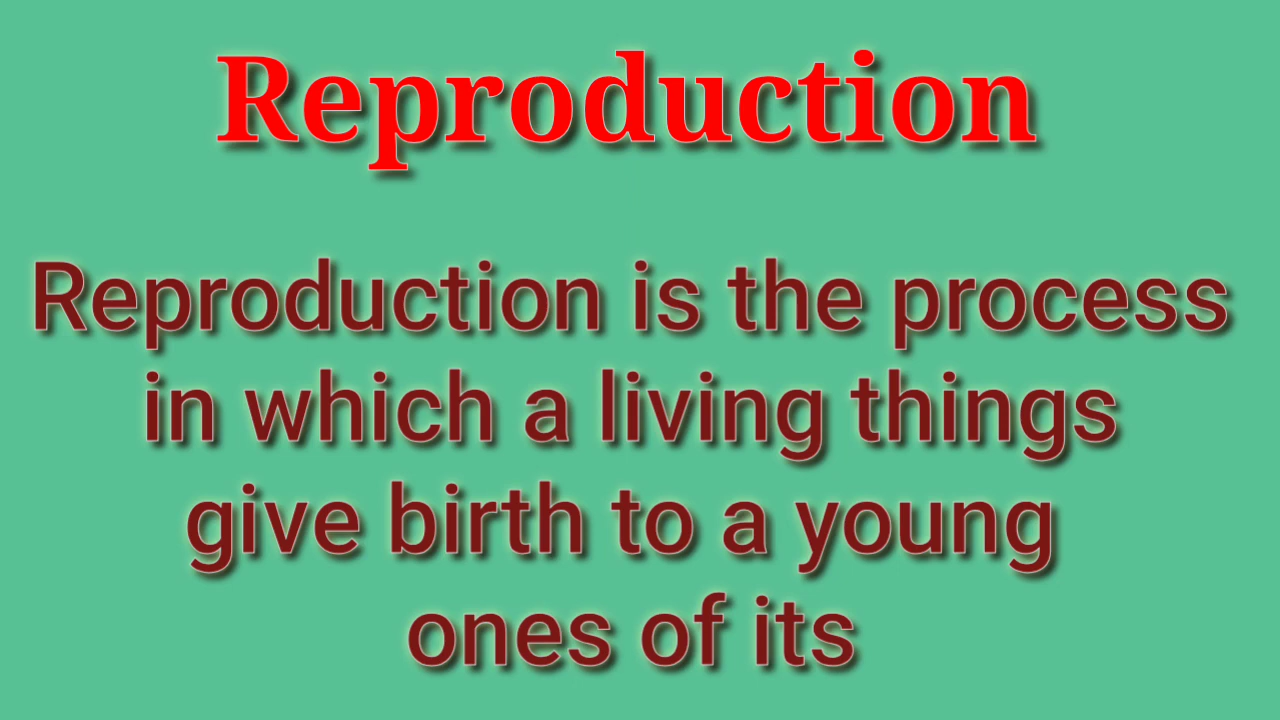 Reproduction
Reproduction is the process
in which a living things
give birth to a young
ones of its